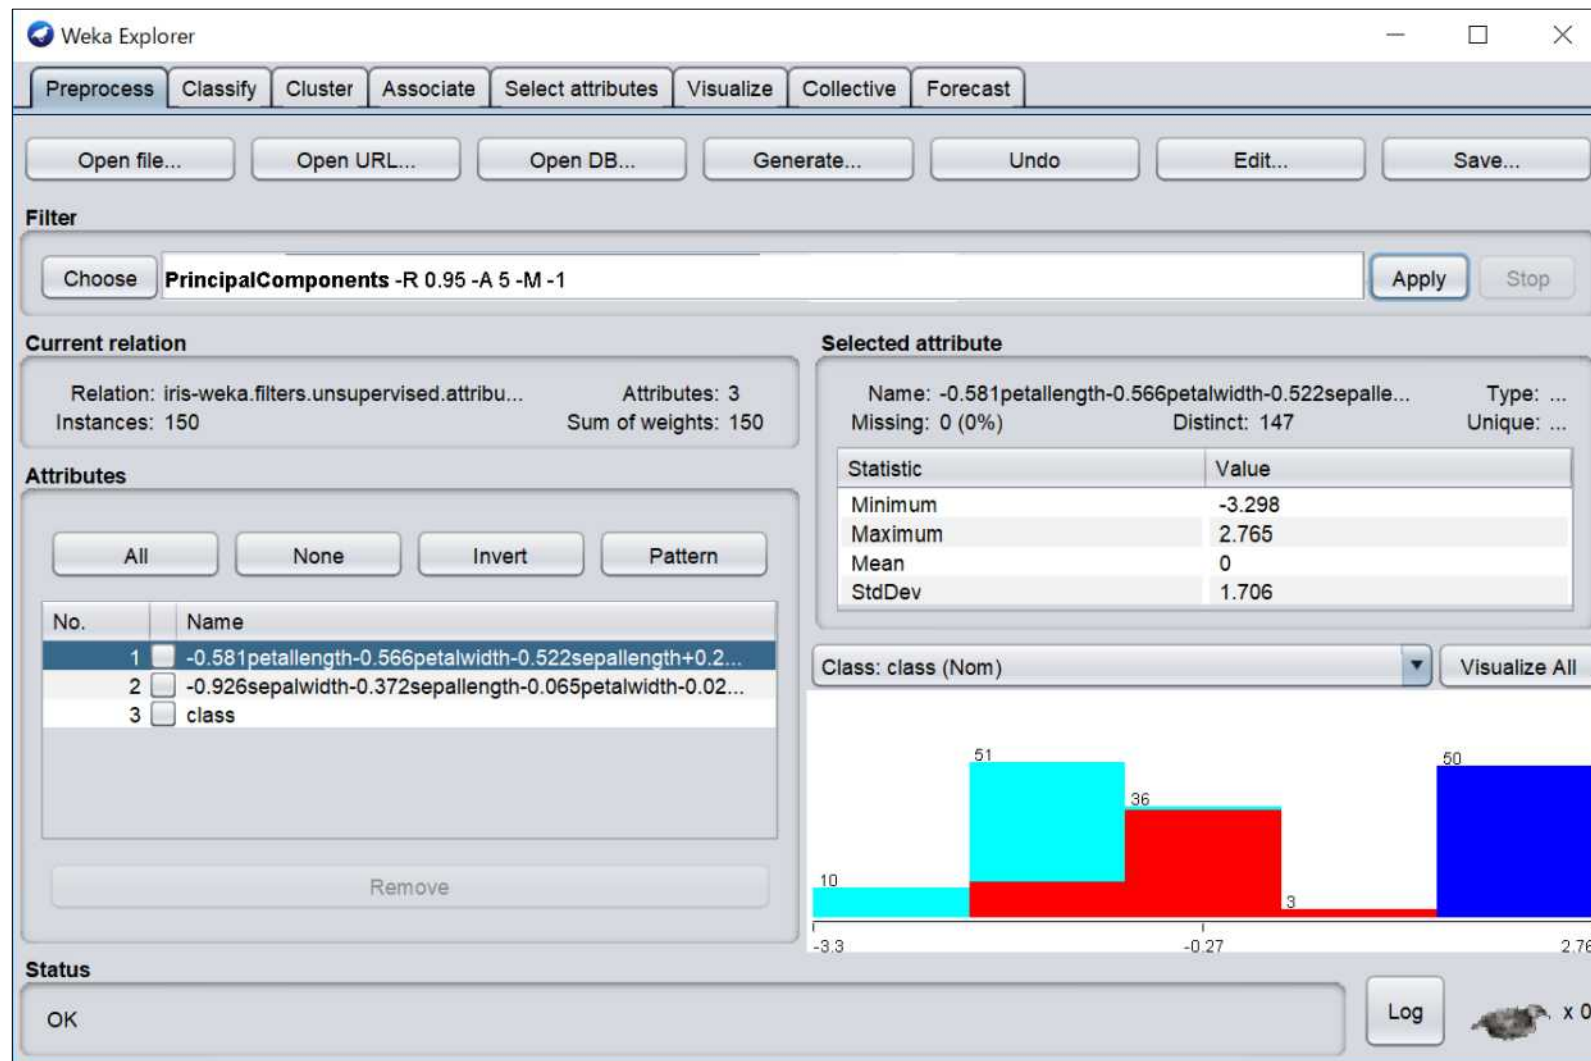 Weka Explorer
Preprocess Classify Cluster Associate Select attributes Visualize Collective Forecast
Open file... Open URL... Open DB... Generate... Undo Edit... Save...
Filter
Choose PrincipalComponents -R 0.95 -A 5 -M -1 Apply Stop
Current relation
Relation: iris-weka.filters.unsupervised.attribu... Attributes: 3
Instances: 150 Sum of weights: 150
Attributes
All None Invert Pattern
No. Name
1 -0.581petallength-0.566petalwidth-0.522sepallength+0.2...
2 -0.926sepalwidth-0.372sepallength-0.065petalwidth-0.02...
3 class
Remove
Selected attribute
Name: -0.581petallength-0.566petalwidth-0.522sepalle... Type: ...
Missing: 0 (0%) Distinct: 147 Unique: ...
Statistic Value
Minimum -3.298
Maximum 2.765
Mean 0
StdDev 1.706
Class: class (Nom) Visualize All
51
50
36
10
3
-3.3 -0.27 2.76
Status
OK
Log x 0